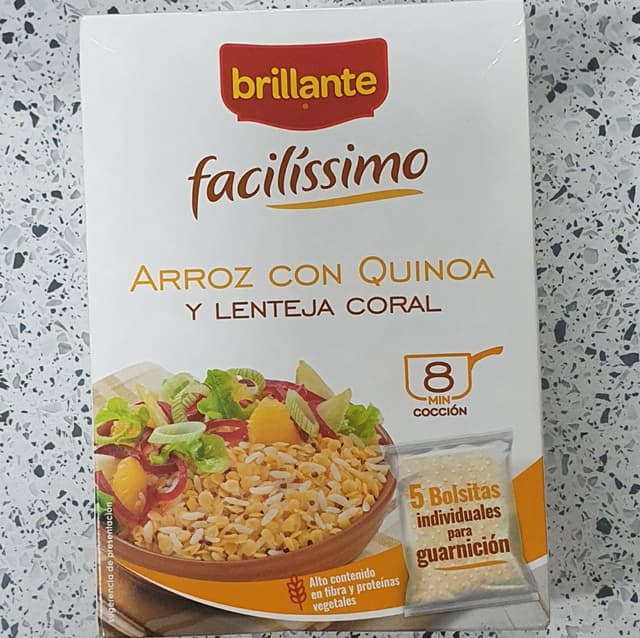 brillante
facilíssimo
ARROZ CON QUINOA
Y LENTEJA CORAL
8
MIN
COCCIÓN
5 Bolsitas
individuales
para
guarnición
Alto contenido
en fibra y proteínas
vegetales
sugerencia de presentación